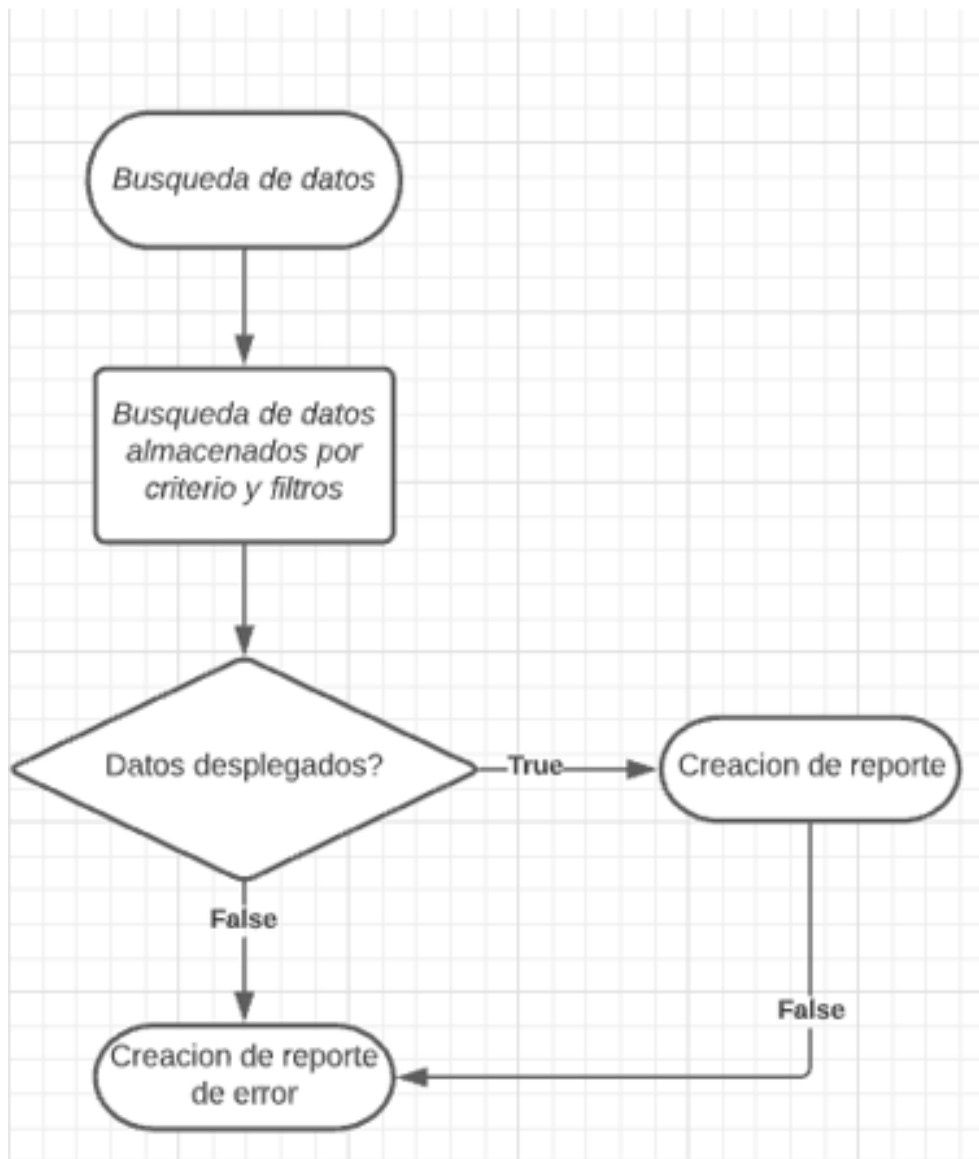 Busqueda de datos
Busqueda de datos
almacenados por
criterio y filtros
Datos desplegados?
True
Creacion de reporte
False
False
Creacion de reporte
de error